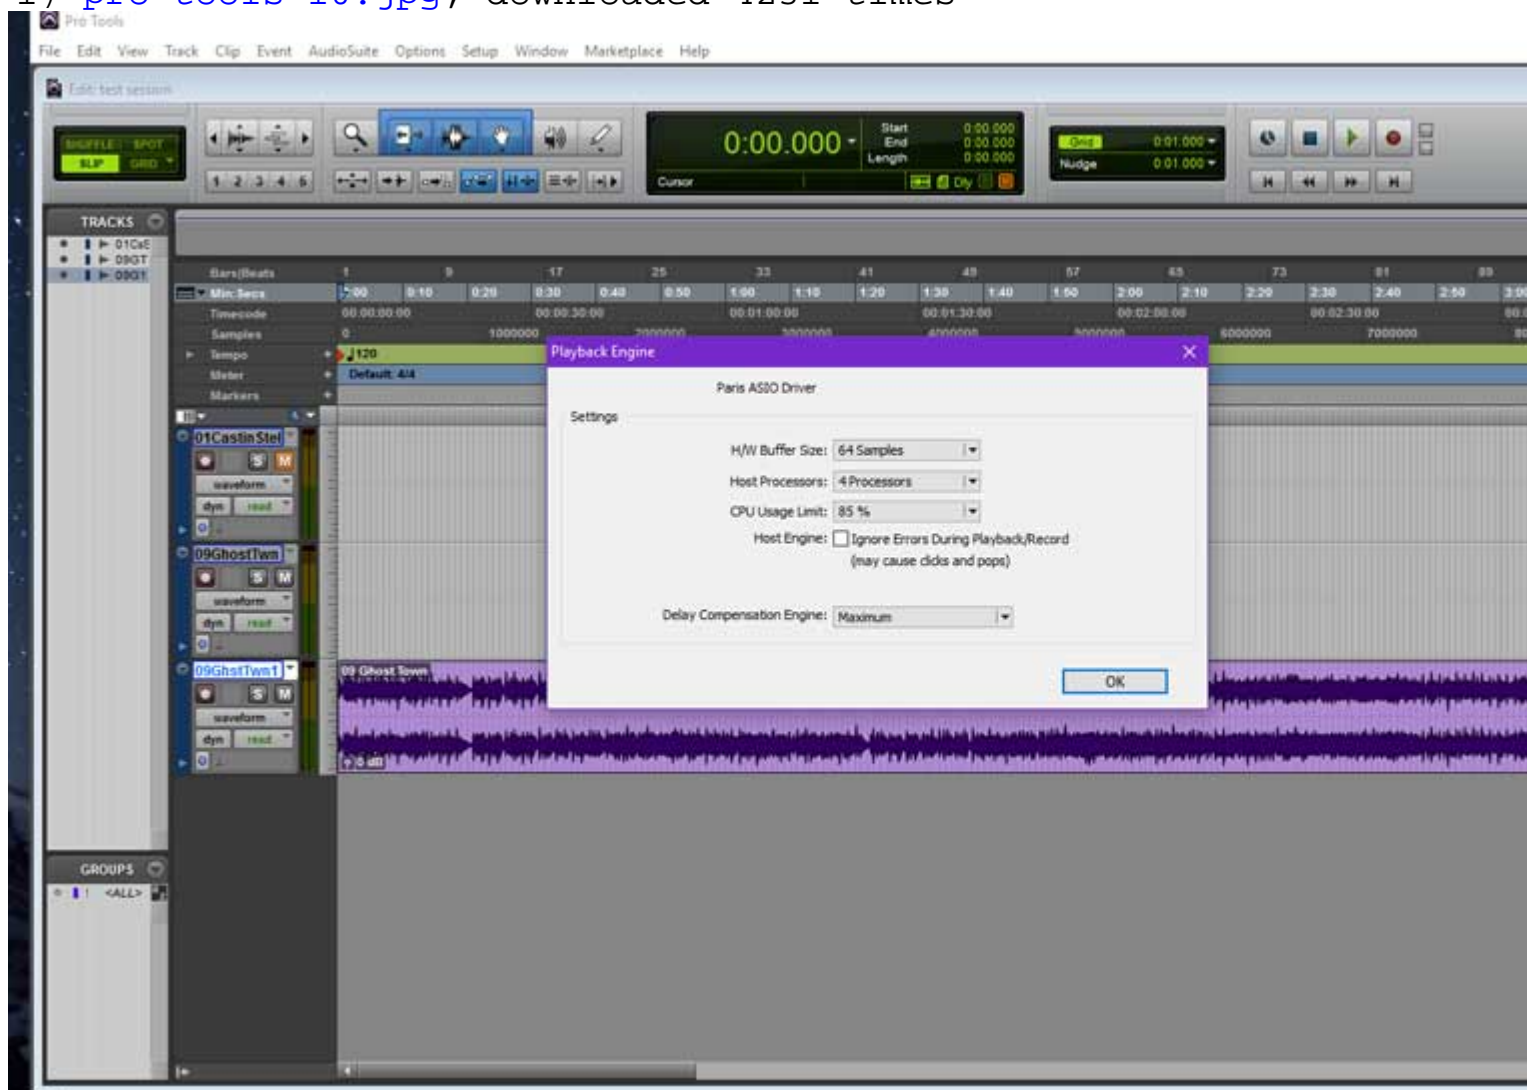 Pro Tools
File Edit View Track Clip Event AudioSuite Options Setup Window Marketplace Help
Edit: test session
SHUFFLE SPOT
SLIP GRID
1 2 3 4 5
0:00.000
Start 0:00.000
End 0:00.000
Length 0:00.000
Cursor
Dly
Grid 0:01.000
Nudge 0:01.000
TRACKS
01CsS
09GT
09GT
Bars|Beats 1 9 17 25 33 41 49 57 65 73 81 89
Min:Secs 0:00 0:10 0:20 0:30 0:40 0:50 1:00 1:10 1:20 1:30 1:40 1:50 2:00 2:10 2:20 2:30 2:40 2:50 3:00
Timecode 00:00:00:00 00:00:30:00 00:01:00:00 00:01:30:00 00:02:00:00 00:02:30:00
Samples 0 1000000 2000000 3000000 4000000 5000000 6000000 7000000
Tempo 120
Meter Default: 4/4
Markers
Playback Engine
Paris ASIO Driver
Settings
H/W Buffer Size: 64 Samples
Host Processors: 4 Processors
CPU Usage Limit: 85 %
Host Engine: Ignore Errors During Playback/Record
(may cause clicks and pops)
Delay Compensation Engine: Maximum
OK
01CastinStel
S M
waveform
dyn read
09GhostTwn
S M
waveform
dyn read
09GhstTwn1
S M
waveform
dyn read
09 Ghost Town
0 dB
GROUPS
! <ALL>